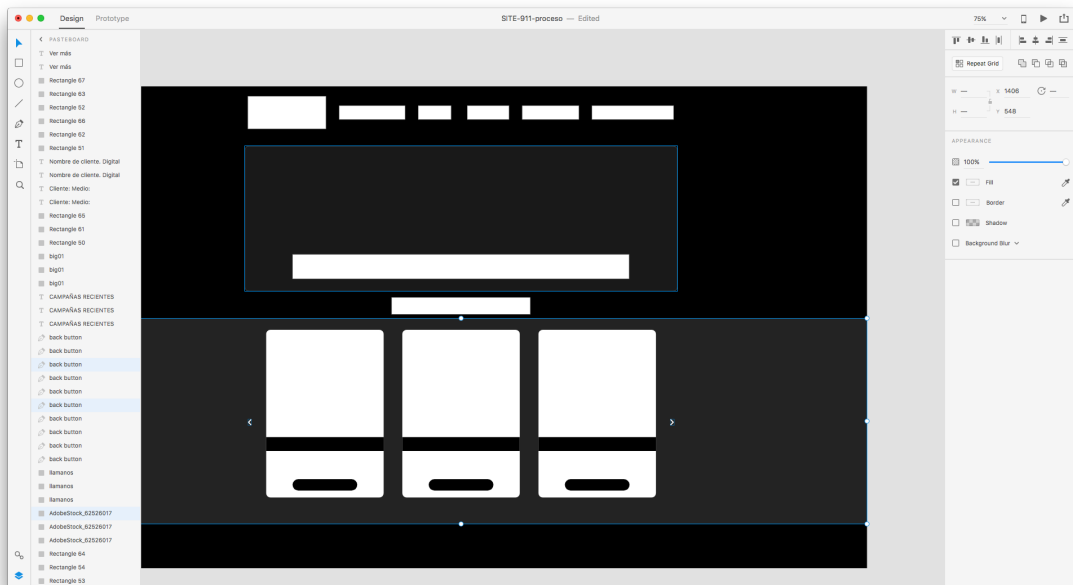 Design Prototype SITE-911-proceso — Edited 75%
PASTEBOARD
Ver más
Ver más
Rectangle 67
Rectangle 63
Rectangle 52
Rectangle 66
Rectangle 62
Rectangle 51
Nombre de cliente. Digital
Nombre de cliente. Digital
Cliente: Medio:
Cliente: Medio:
Rectangle 65
Rectangle 61
Rectangle 50
big01
big01
big01
CAMPAÑAS RECIENTES
CAMPAÑAS RECIENTES
CAMPAÑAS RECIENTES
back button
back button
back button
back button
back button
back button
back button
back button
back button
back button
llamanos
llamanos
llamanos
AdobeStock_62526017
AdobeStock_62526017
AdobeStock_62526017
Rectangle 64
Rectangle 54
Rectangle 53
Repeat Grid
W — X 1406 —
H — Y 548
APPEARANCE
100%
Fill
Border
Shadow
Background Blur